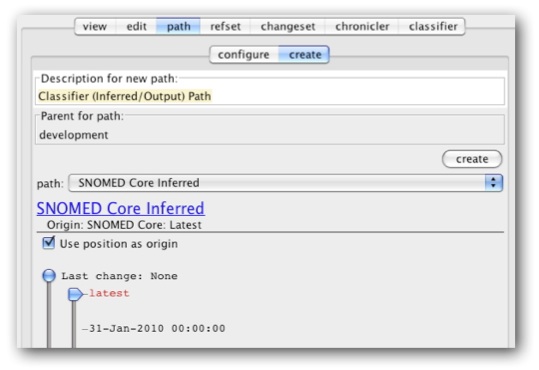 view edit path refset changeset chronicler classifier
configure create
Description for new path:
Classifier (Inferred/Output) Path
Parent for path:
development
create
path: SNOMED Core Inferred
SNOMED Core Inferred
Origin: SNOMED Core: Latest
Use position as origin
Last change: None
latest
31-Jan-2010 00:00:00